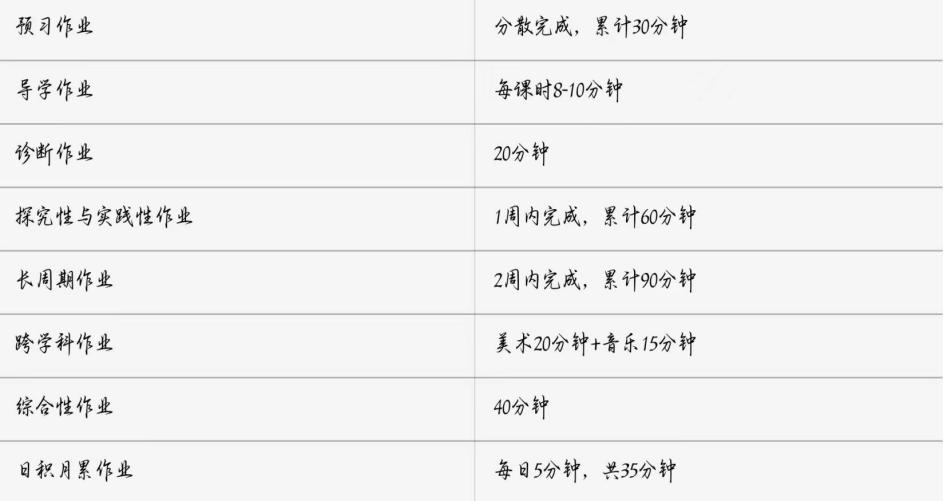 预习作业 分散完成，累计30分钟
导学作业 每课时8-10分钟
诊断作业 20分钟
探究性与实践性作业 1周内完成，累计60分钟
长周期作业 2周内完成，累计90分钟
跨学科作业 美术20分钟+音乐15分钟
综合性作业 40分钟
日积月累作业 每日5分钟，共35分钟